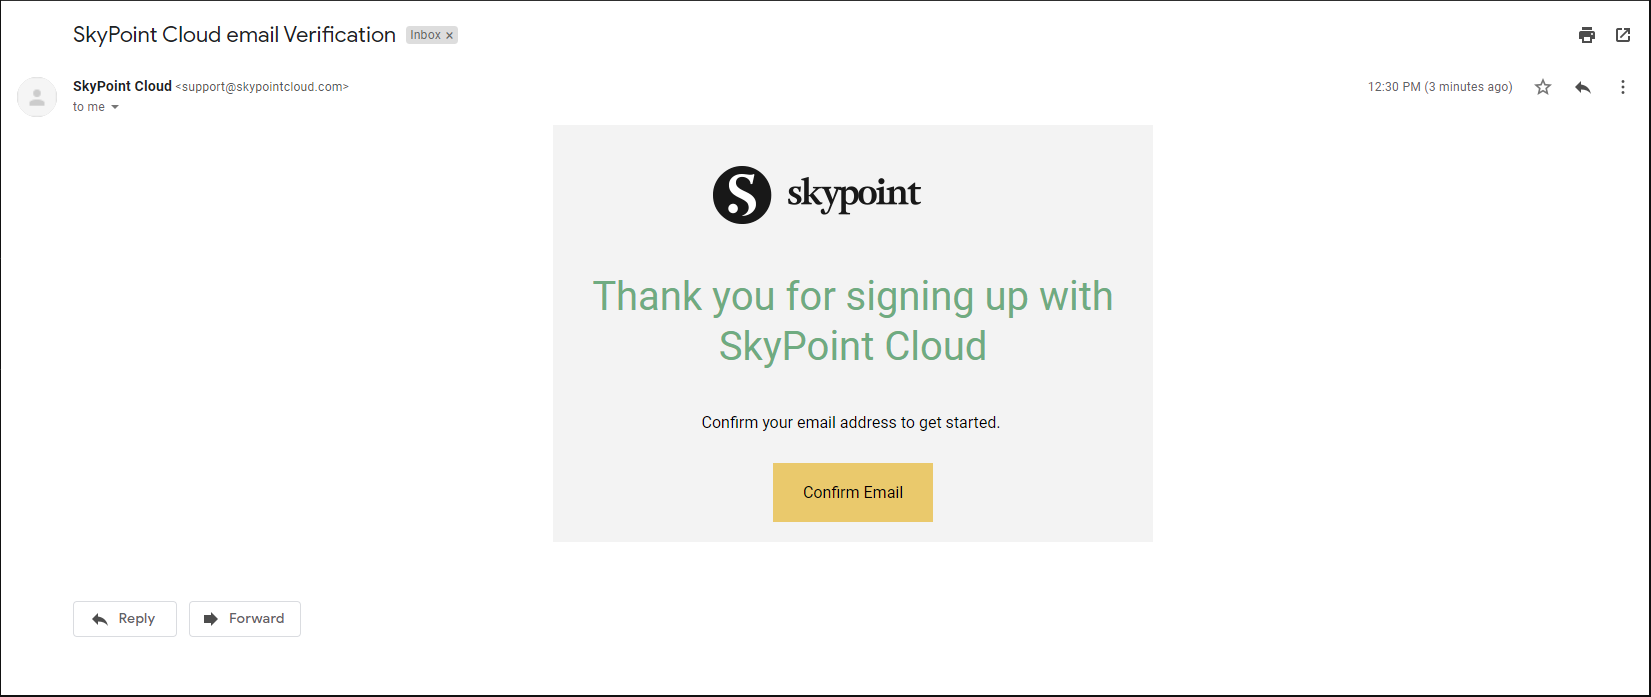 SkyPoint Cloud email Verification Inbox ×
SkyPoint Cloud <support@skypointcloud.com> 12:30 PM (3 minutes ago)
to me
S skypoint
Thank you for signing up with
SkyPoint Cloud
Confirm your email address to get started.
Confirm Email
Reply Forward